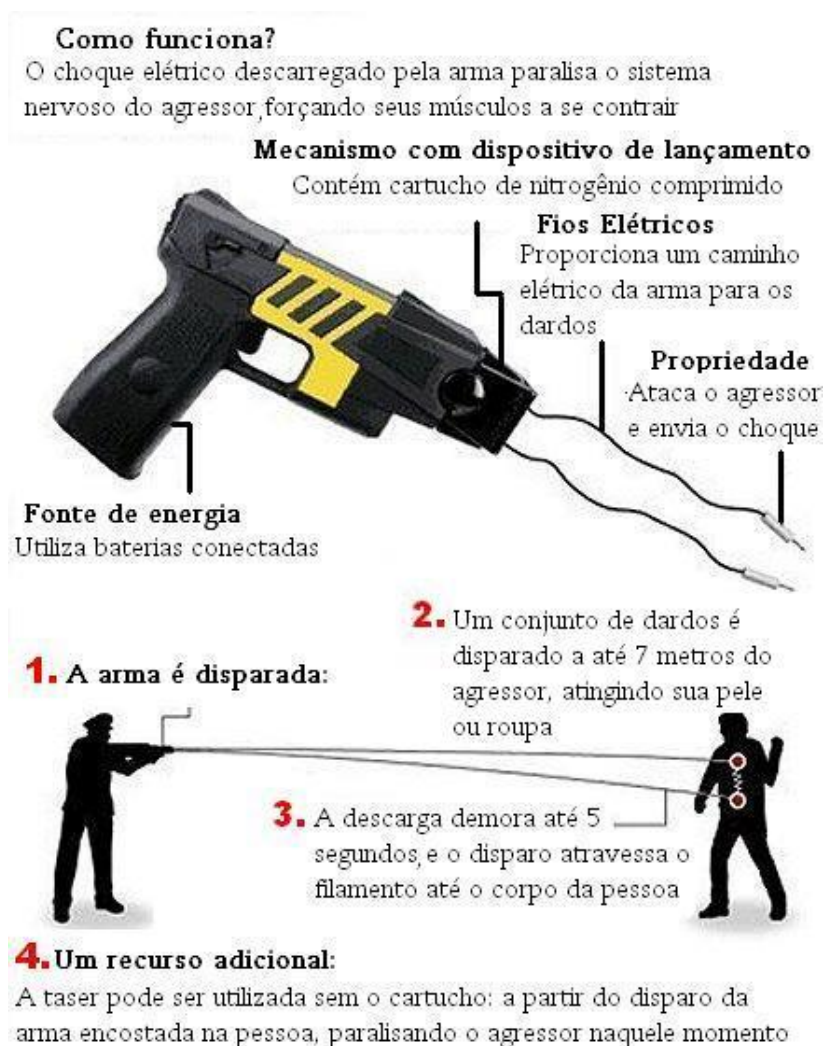 Como funciona?
O choque elétrico descarregado pela arma paralisa o sistema
nervoso do agressor, forçando seus músculos a se contrair
Mecanismo com dispositivo de lançamento
Contém cartucho de nitrogênio comprimido
Fios Elétricos
Proporciona um caminho
elétrico da arma para os
dardos
Propriedade
Ataca o agressor
e envia o choque
Fonte de energia
Utiliza baterias conectadas
1. A arma é disparada:
2. Um conjunto de dardos é
disparado a até 7 metros do
agressor, atingindo sua pele
ou roupa
3. A descarga demora até 5
segundos, e o disparo atravessa o
filamento até o corpo da pessoa
4. Um recurso adicional:
A taser pode ser utilizada sem o cartucho: a partir do disparo da
arma encostada na pessoa, paralisando o agressor naquele momento